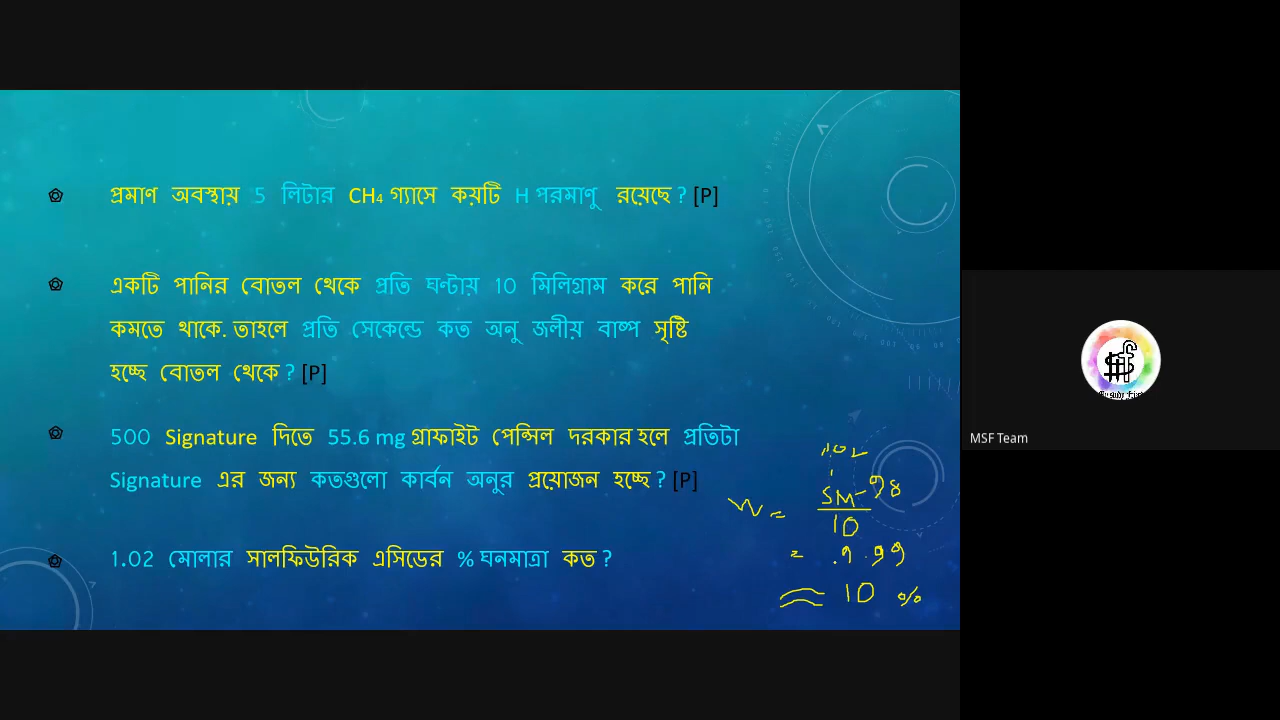 প্রমাণ অবস্থায় 5 লিটার CH₄ গ্যাসে কয়টি H পরমাণু রয়েছে ? [P]
একটি পানির বোতল থেকে প্রতি ঘণ্টায় 10 মিলিগ্রাম করে পানি
কমতে থাকে. তাহলে প্রতি সেকেন্ডে কত অনু জলীয় বাষ্প সৃষ্টি
হচ্ছে বোতল থেকে ? [P]
500 Signature দিতে 55.6 mg গ্রাফাইট পেন্সিল দরকার হলে প্রতিটা
Signature এর জন্য কতগুলো কার্বন অনুর প্রয়োজন হচ্ছে ? [P]
1.02 মোলার সালফিউরিক এসিডের % ঘনমাত্রা কত ?
W =
10
=
≈ 10 %
MSF Team